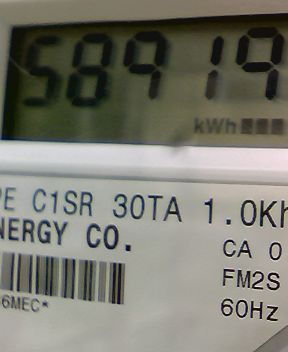 58919
kWh
PE C1SR 30TA 1.0Kh
NERGY CO.
CA 0
FM2S
6MEC*
60Hz